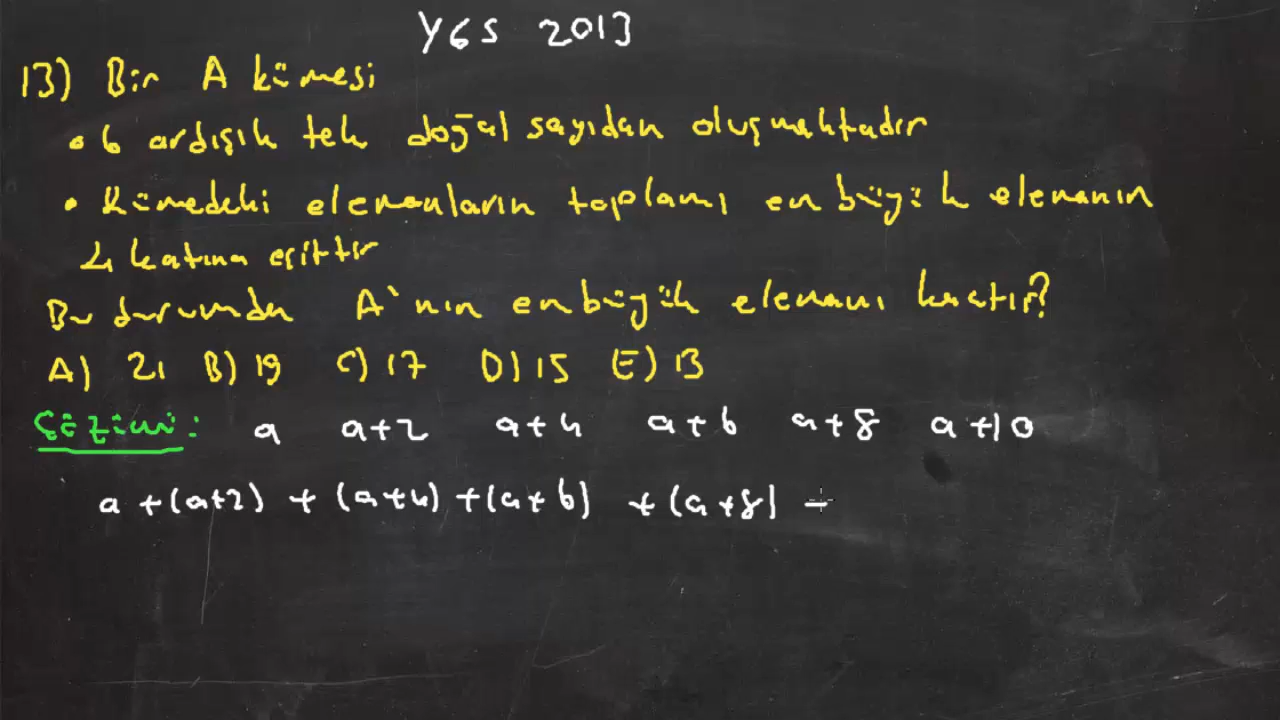 YGS 2013
13) Bir A kümesi
• 6 ardışık tek doğal sayıdan oluşmaktadır
• Kümedeki elemanların toplamı en büyük elemanın
4 katına eşittir
Bu durumda A'nın en büyük elemanı kaçtır?
A) 21 B) 19 C) 17 D) 15 E) 13
ÇÖZÜMÜ: a a+2 a+4 a+6 a+8 a+10
a +(a+2) + (a+4) +(a+6) +(a+8) +